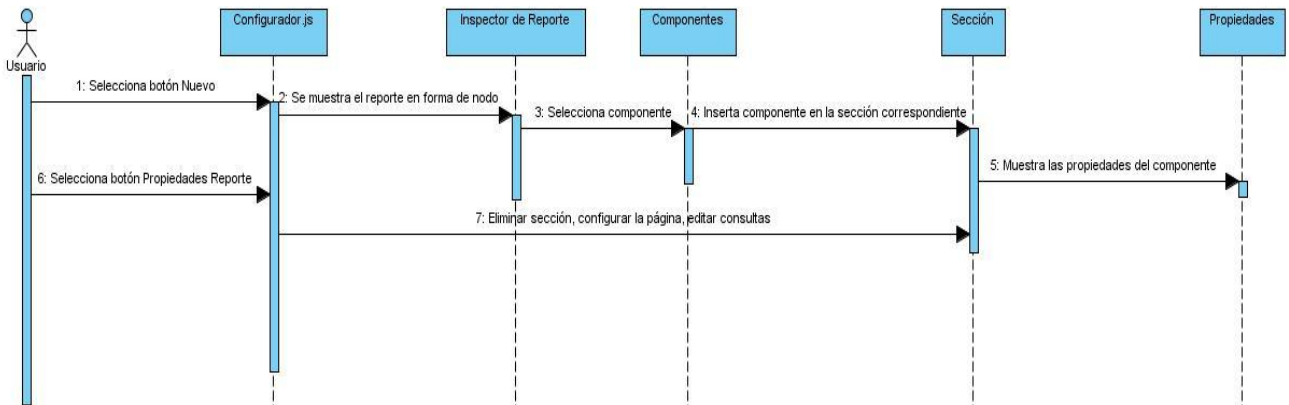 Configurador.js
Inspector de Reporte
Componentes
Sección
Propiedades
Usuario
1: Selecciona botón Nuevo
2: Se muestra el reporte en forma de nodo
3: Selecciona componente
4: Inserta componente en la sección correspondiente
5: Muestra las propiedades del componente
6: Selecciona botón Propiedades Reporte
7: Eliminar sección, configurar la página, editar consultas